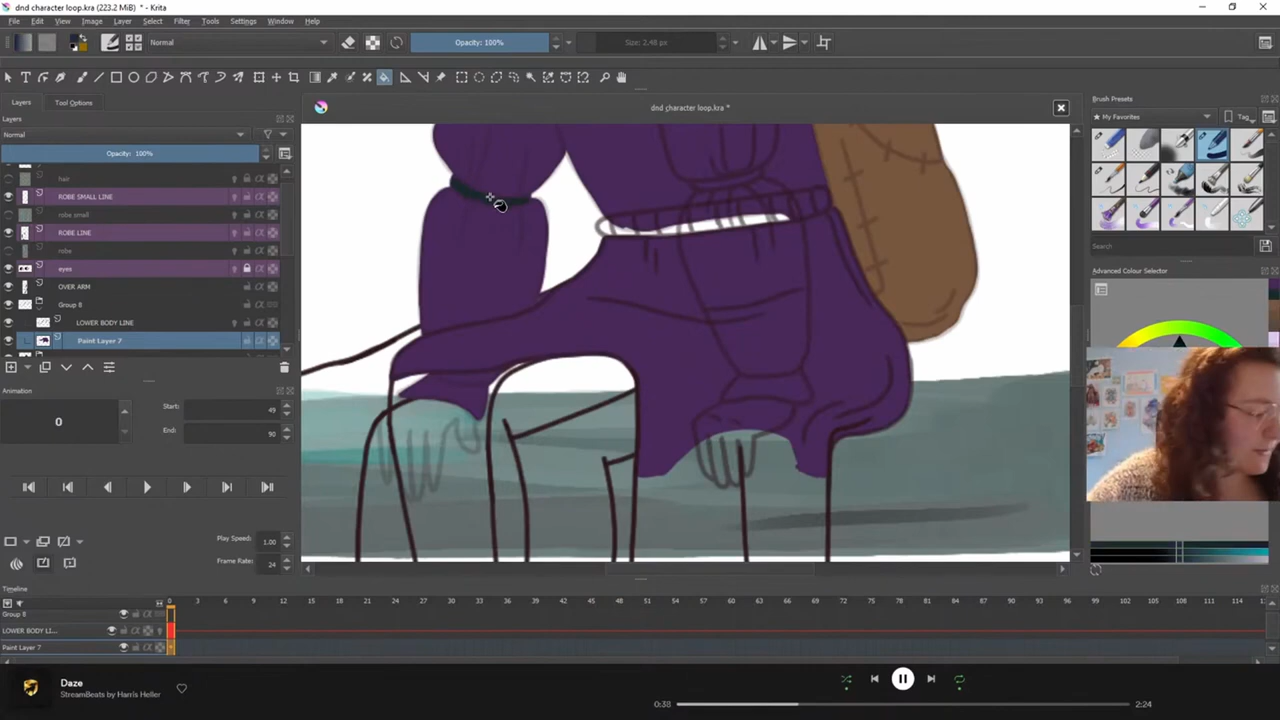 dnd character loop.kra (223.2 MiB) * - Krita
File Edit View Image Layer Select Filter Tools Settings Window Help
Normal
Opacity: 100%
Size: 2.48 px
Layers
Tool Options
dnd character loop.kra *
Brush Presets
Layers
My Favorites
Tag
Normal
Opacity: 100%
hair
ROBE SMALL LINE
robe small
ROBE LINE
robe
eyes
OVER ARM
Group 8
LOWER BODY LINE
Paint Layer 7
Search
Advanced Colour Selector
Animation
0
Start:
49
End:
90
Play Speed:
1.00
Frame Rate:
24
Timeline
0 3 6 9 12 15 18 21 24 27 30 33 36 39 42 45 48 51 54 57 60 63 66 69 72 75 78 81 84 87 90 93 96 99 102 105 108 111 114
Group 8
LOWER BODY LI...
Paint Layer 7
Daze
StreamBeats by Harris Heller
0:38
2:24